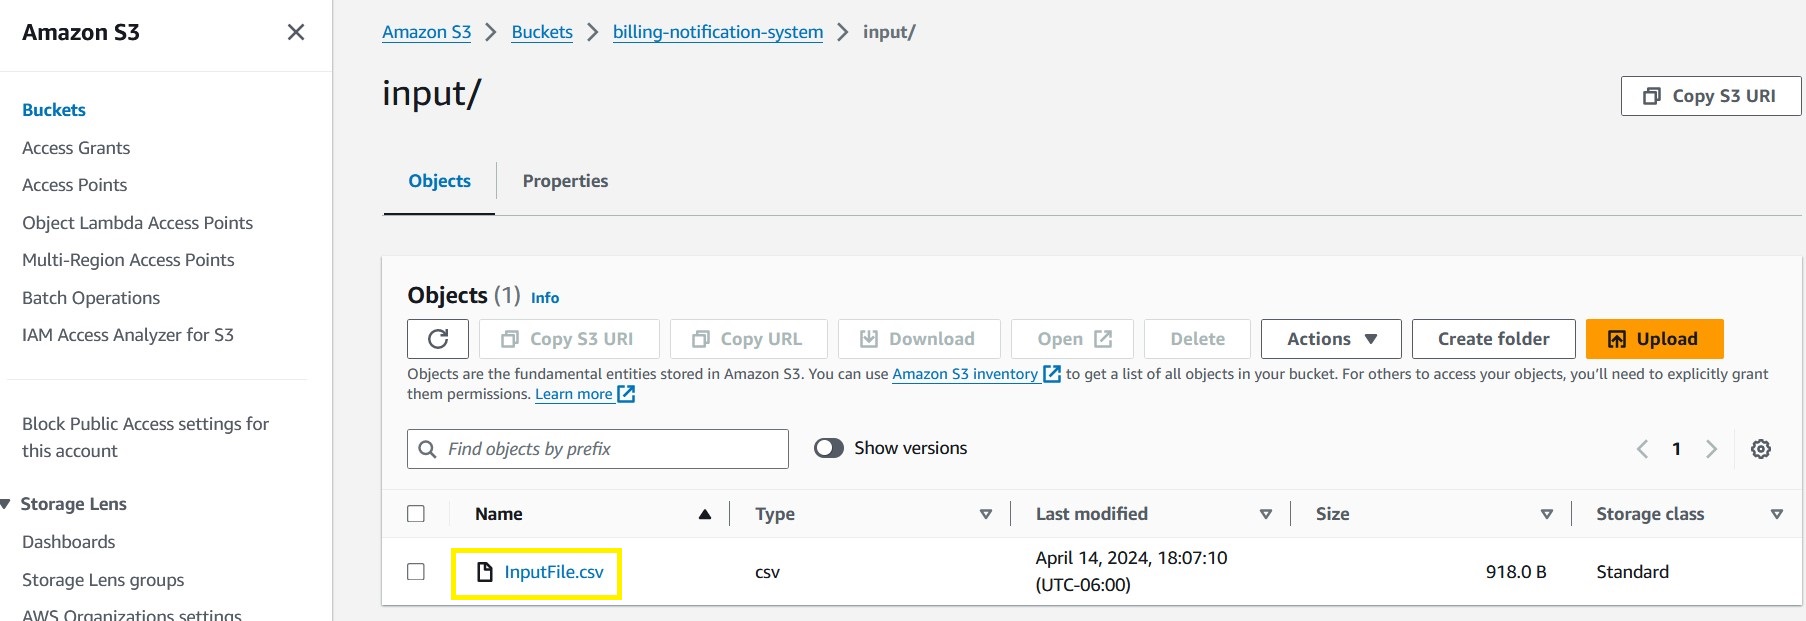 Amazon S3
Buckets
Access Grants
Access Points
Object Lambda Access Points
Multi-Region Access Points
Batch Operations
IAM Access Analyzer for S3
Block Public Access settings for
this account
Storage Lens
Dashboards
Storage Lens groups
AWS Organizations settings
Amazon S3 > Buckets > billing-notification-system > input/
input/
Copy S3 URI
Objects Properties
Objects (1) Info
Copy S3 URI Copy URL Download Open Delete Actions Create folder Upload
Objects are the fundamental entities stored in Amazon S3. You can use Amazon S3 inventory to get a list of all objects in your bucket. For others to access your objects, you'll need to explicitly grant
them permissions. Learn more
Find objects by prefix Show versions 1
Name Type Last modified Size Storage class
InputFile.csv csv April 14, 2024, 18:07:10 (UTC-06:00) 918.0 B Standard